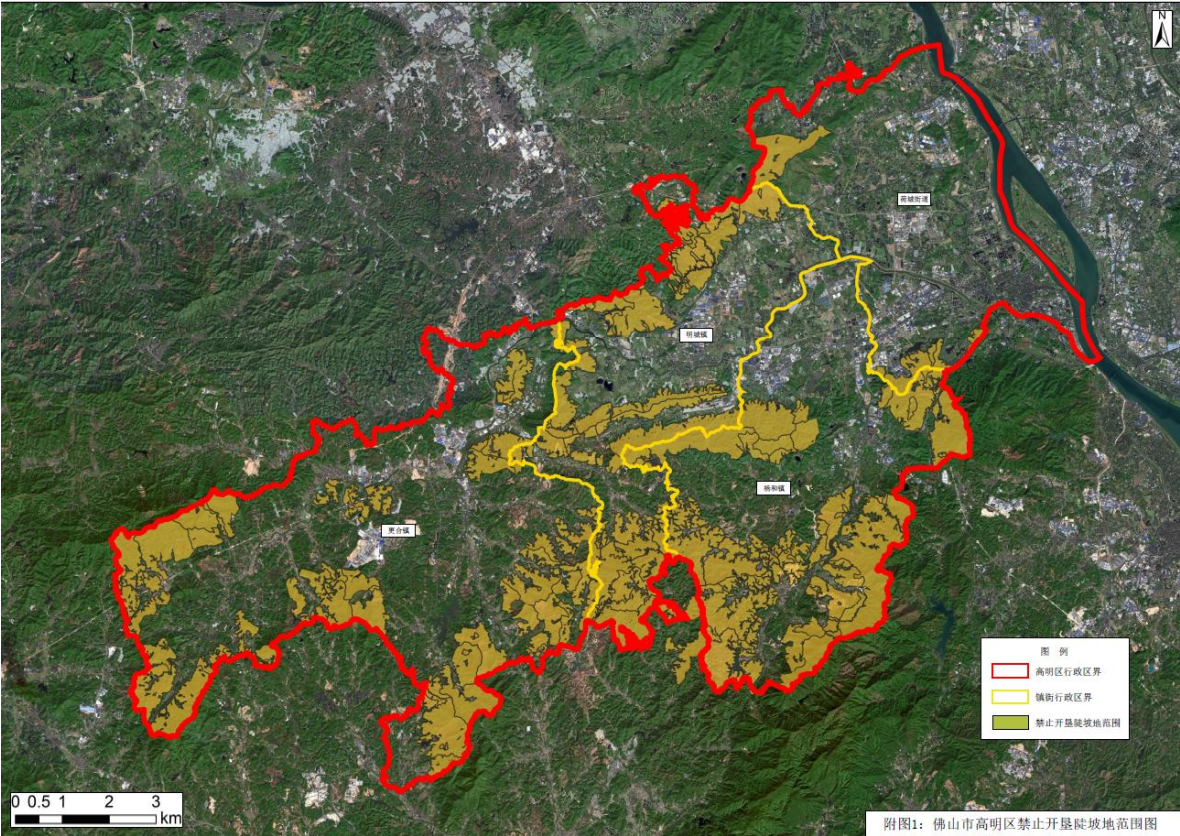 N
荷城街道
明城镇
杨和镇
更合镇
图 例
高明区行政区界
镇街行政区界
禁止开垦陡坡地范围
0 0.5 1 2 3
km
附图1：佛山市高明区禁止开垦陡坡地范围图